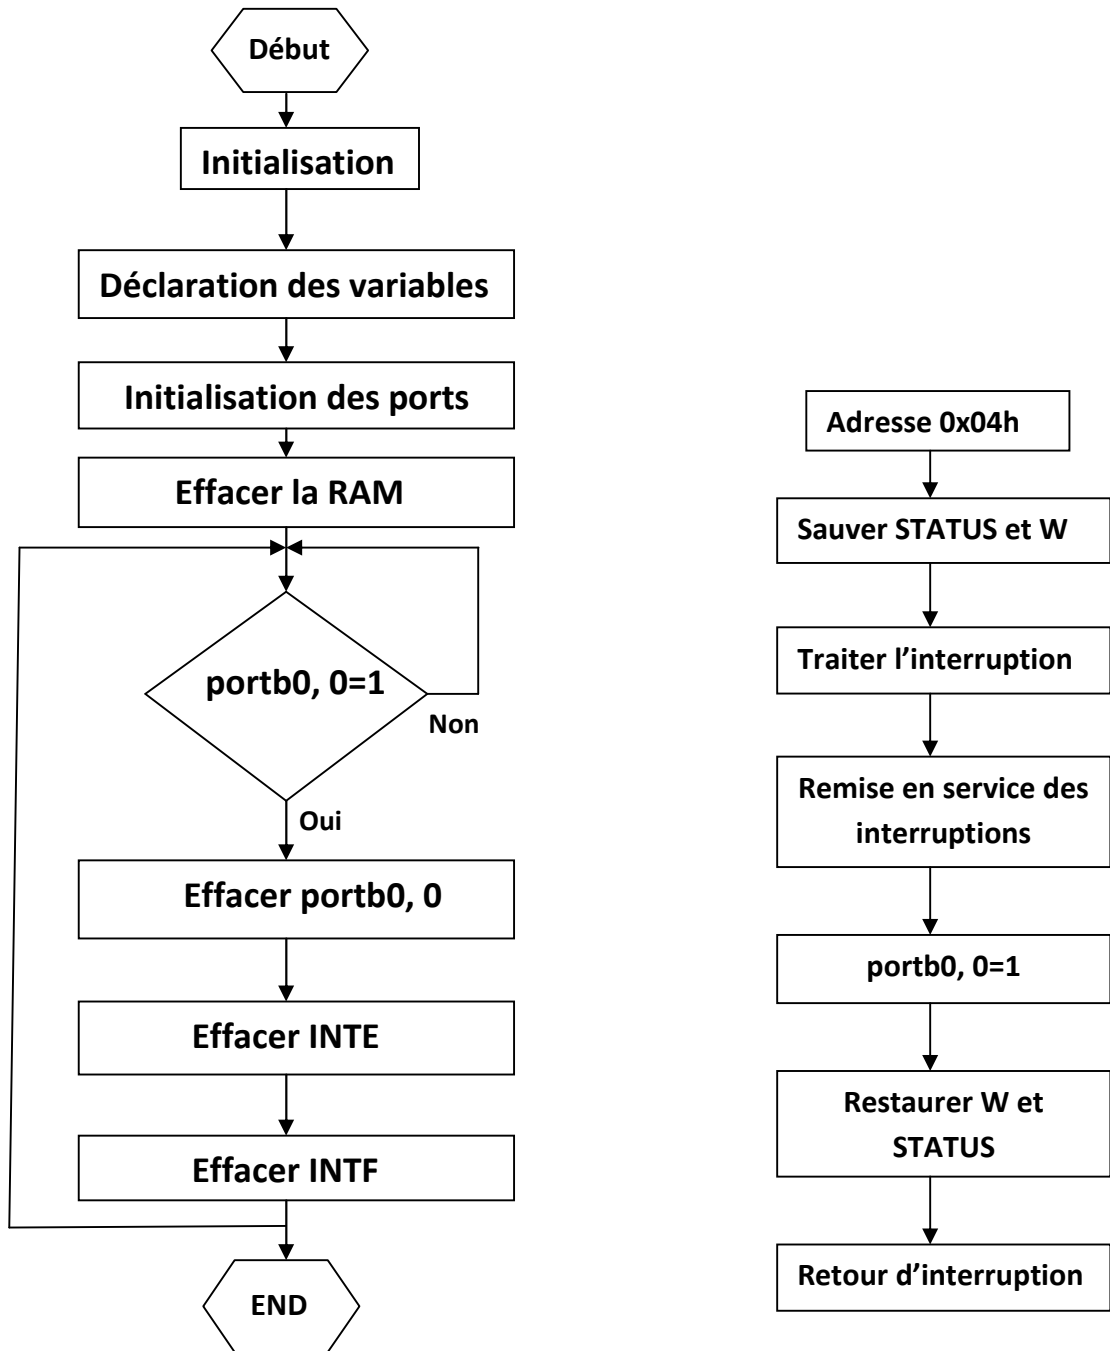 Début
Initialisation
Déclaration des variables
Initialisation des ports
Effacer la RAM
portb0, 0=1
Non
Oui
Effacer portb0, 0
Effacer INTE
Effacer INTF
END
Adresse 0x04h
Sauver STATUS et W
Traiter l’interruption
Remise en service des
interruptions
portb0, 0=1
Restaurer W et
STATUS
Retour d’interruption